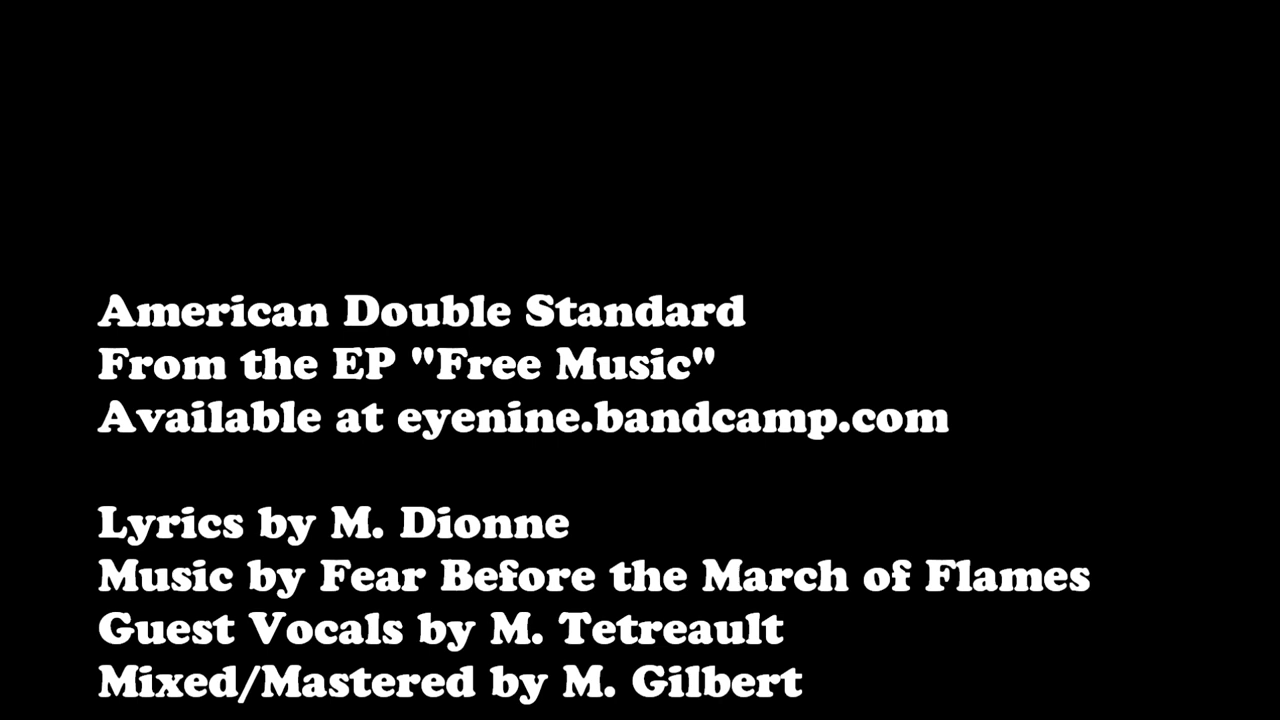 American Double Standard
From the EP "Free Music"
Available at eyenine.bandcamp.com
Lyrics by M. Dionne
Music by Fear Before the March of Flames
Guest Vocals by M. Tetreault
Mixed/Mastered by M. Gilbert